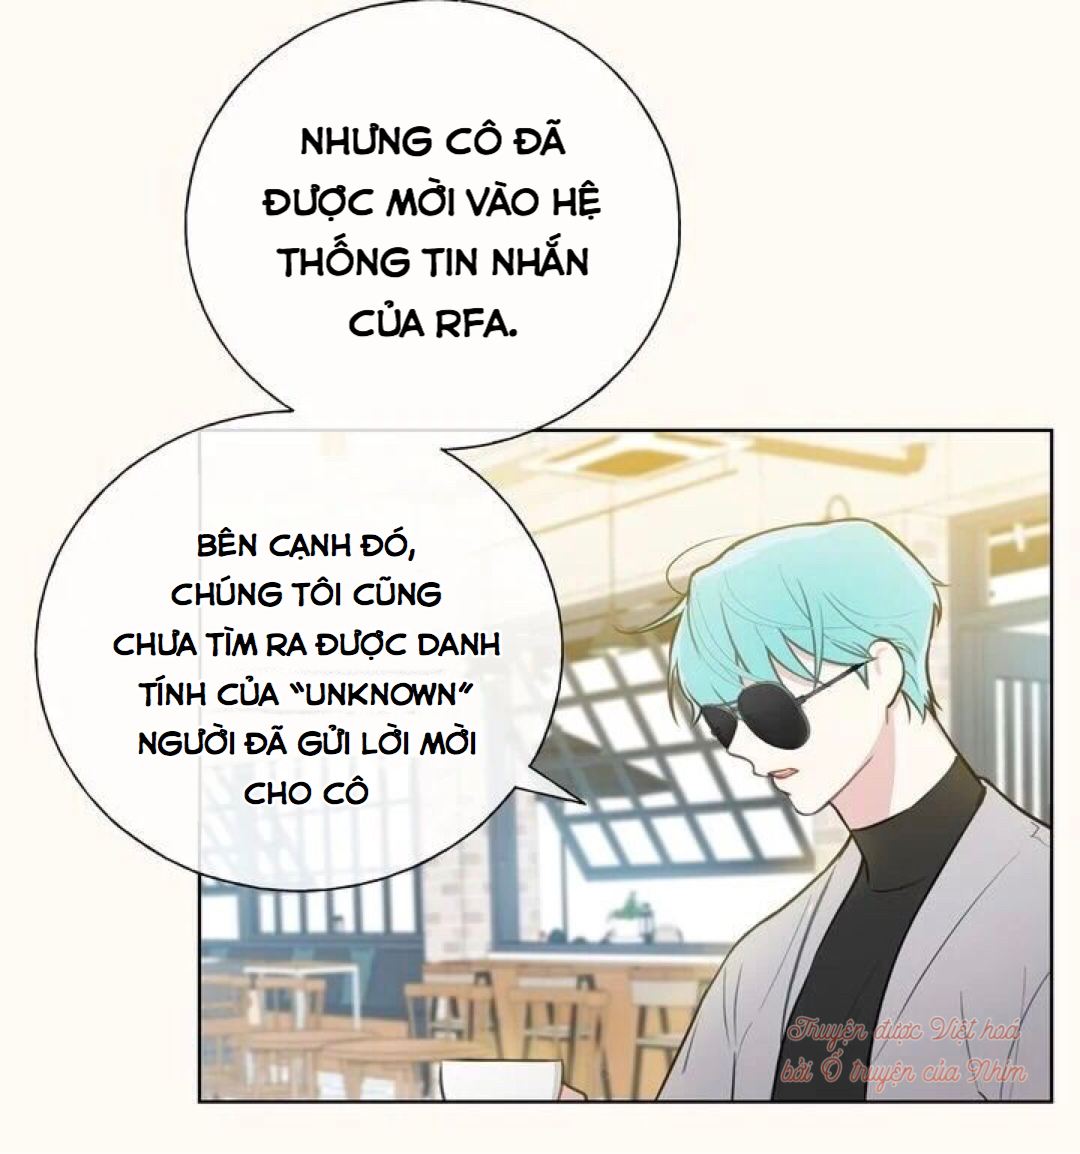 NHƯNG CÔ ĐÃ
ĐƯỢC MỜI VÀO HỆ
THỐNG TIN NHẮN
CỦA RFA.
BÊN CẠNH ĐÓ,
CHÚNG TÔI CŨNG
CHƯA TÌM RA ĐƯỢC DANH
TÍNH CỦA "UNKNOWN"
NGƯỜI ĐÃ GỬI LỜI MỜI
CHO CÔ
Truyện được Việt hoá
bởi Ổ truyện của Nhím